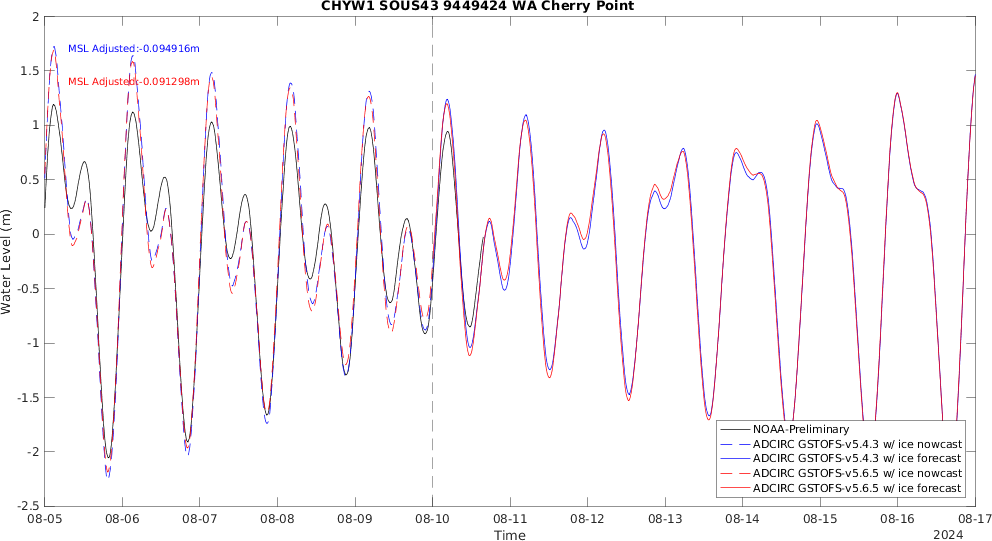 CHYW1 SOUS43 9449424 WA Cherry Point
MSL Adjusted:-0.094916m
MSL Adjusted:-0.091298m
Water Level (m)
2
1.5
1
0.5
0
-0.5
-1
-1.5
-2
-2.5
NOAA-Preliminary
ADCIRC GSTOFS-v5.4.3 w/ ice nowcast
ADCIRC GSTOFS-v5.4.3 w/ ice forecast
ADCIRC GSTOFS-v5.6.5 w/ ice nowcast
ADCIRC GSTOFS-v5.6.5 w/ ice forecast
08-05 08-06 08-07 08-08 08-09 08-10 08-11 08-12 08-13 08-14 08-15 08-16 08-17
Time
2024